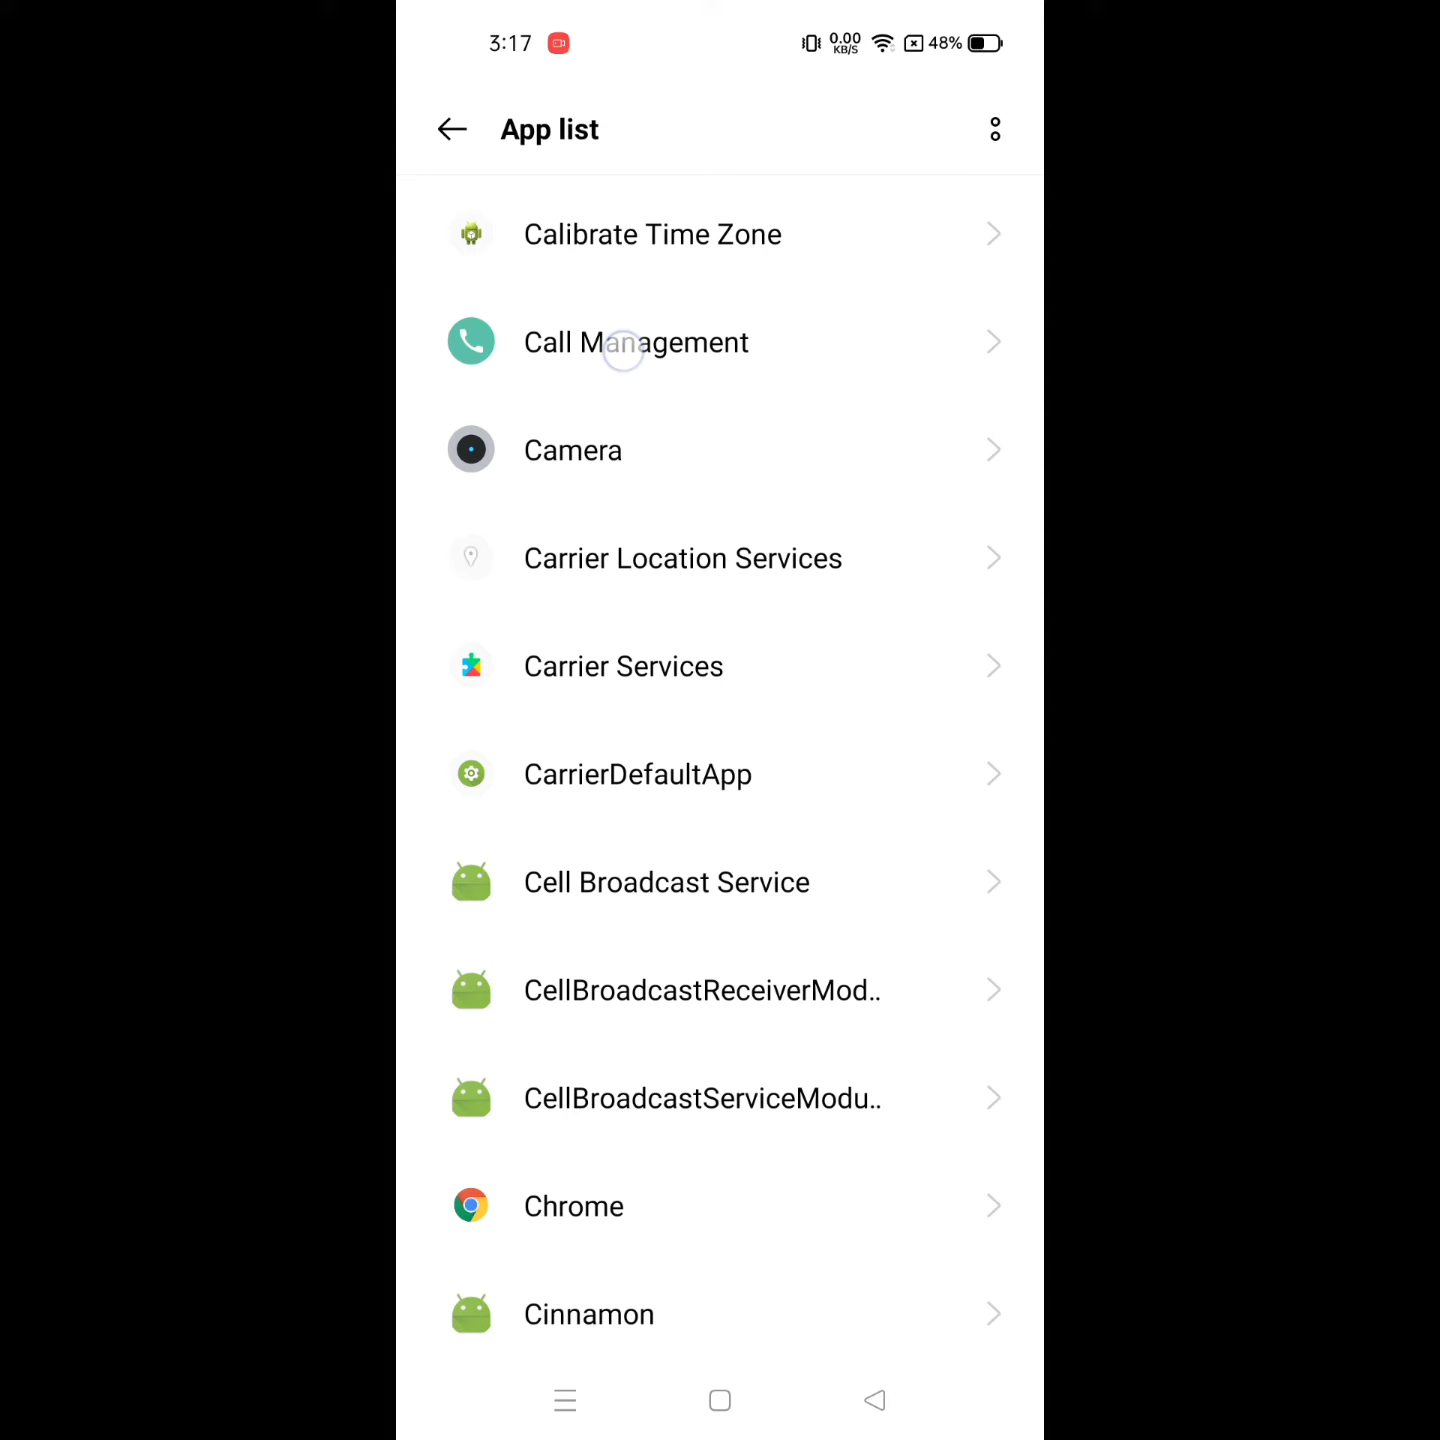 3:17
0.00
KB/S
48%
App list
Calibrate Time Zone
Call Management
Camera
Carrier Location Services
Carrier Services
CarrierDefaultApp
Cell Broadcast Service
CellBroadcastReceiverMod..
CellBroadcastServiceModu..
Chrome
Cinnamon